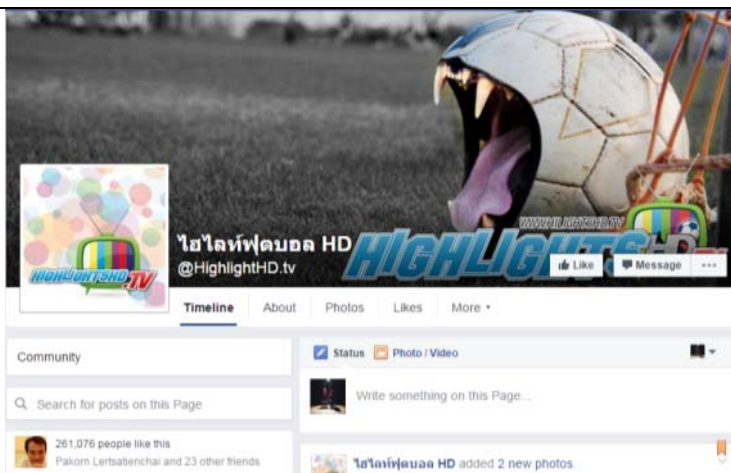 WWW.HILIGHTSHD.TV
HIGHLIGHTSHD.TV
HIGHLIGHTS
ไฮไลท์ฟุตบอล HD
@HighlightHD.tv
Like Message
Timeline About Photos Likes More
Community
Status Photo / Video
Search for posts on this Page
Write something on this Page...
261,076 people like this
Pakorn Lertsatienchai and 23 other friends
ไฮไลท์ฟุตบอล HD added 2 new photos.